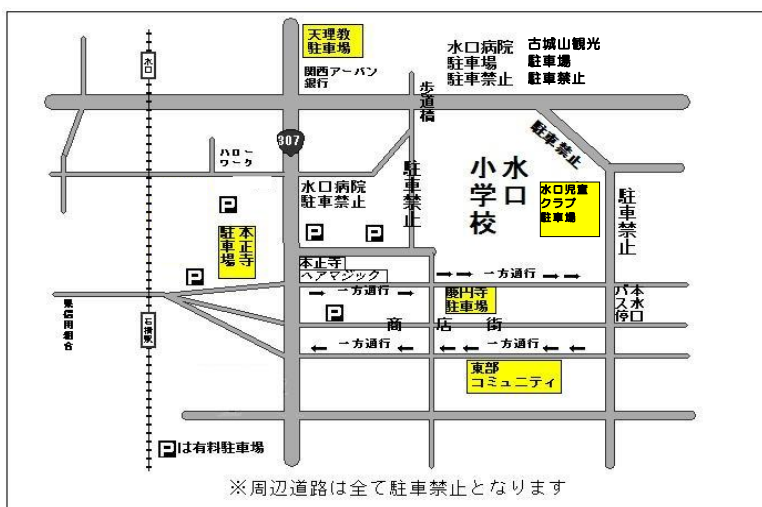 天理教
駐車場
関西アーバン
銀行
水口病院
駐車場
駐車禁止
古城山観光
駐車場
駐車禁止
水口
歩道橋
駐車禁止
307
ハロー
ワーク
水口病院
駐車禁止
駐車禁止
水口
小学校
水口児童
クラブ
駐車場
駐車禁止
P
P
P
本正寺
駐車場
P
本正寺
ヘアマジック
→ → 一方通行 → →
→ 一方通行 →
慶円寺
駐車場
本水口
バス停
石橋駅
P
商店街
← ← 一方通行 ←
← 一方通行 ← ←
東部
コミュニティ
Pは有料駐車場
※周辺道路は全て駐車禁止となります